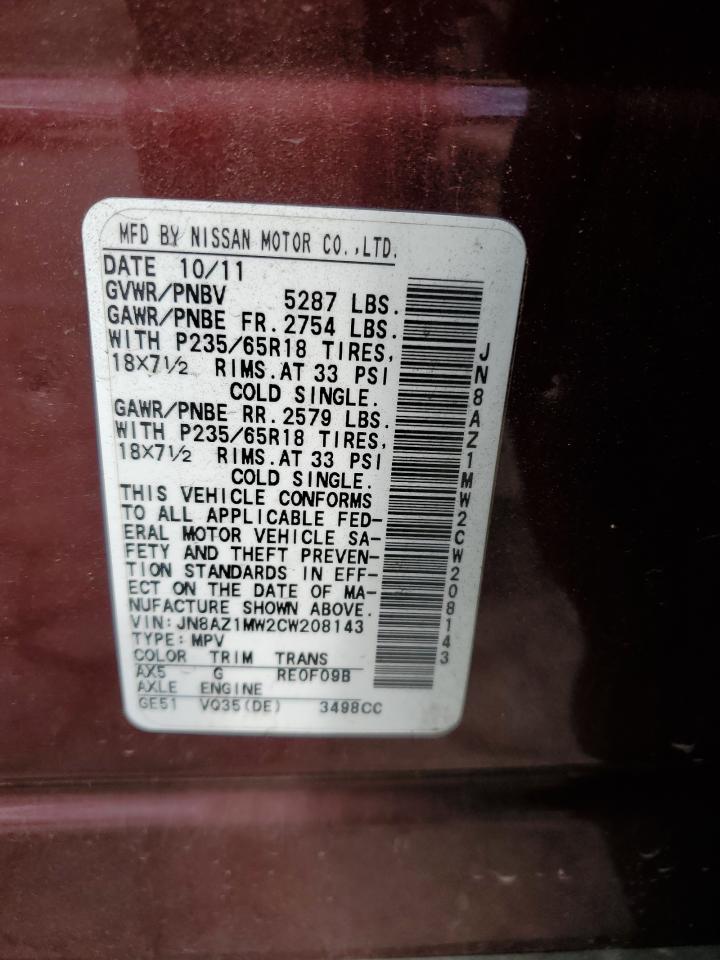 MFD BY NISSAN MOTOR CO.,LTD.
DATE 10/11
GVWR/PNBV 5287 LBS.
GAWR/PNBE FR. 2754 LBS.
WITH P235/65R18 TIRES,
18X7½ RIMS.AT 33 PSI
COLD SINGLE.
GAWR/PNBE RR. 2579 LBS.
WITH P235/65R18 TIRES,
18X7½ RIMS.AT 33 PSI
COLD SINGLE.
THIS VEHICLE CONFORMS
TO ALL APPLICABLE FED-
ERAL MOTOR VEHICLE SA-
FETY AND THEFT PREVEN-
TION STANDARDS IN EFF-
ECT ON THE DATE OF MA-
NUFACTURE SHOWN ABOVE.
VIN:JN8AZ1MW2CW208143
TYPE:MPV
COLOR TRIM TRANS
AX5 G RE0F09B
AXLE ENGINE
GE51 VQ35(DE) 3498CC
JN8AZ1MW2CW208143